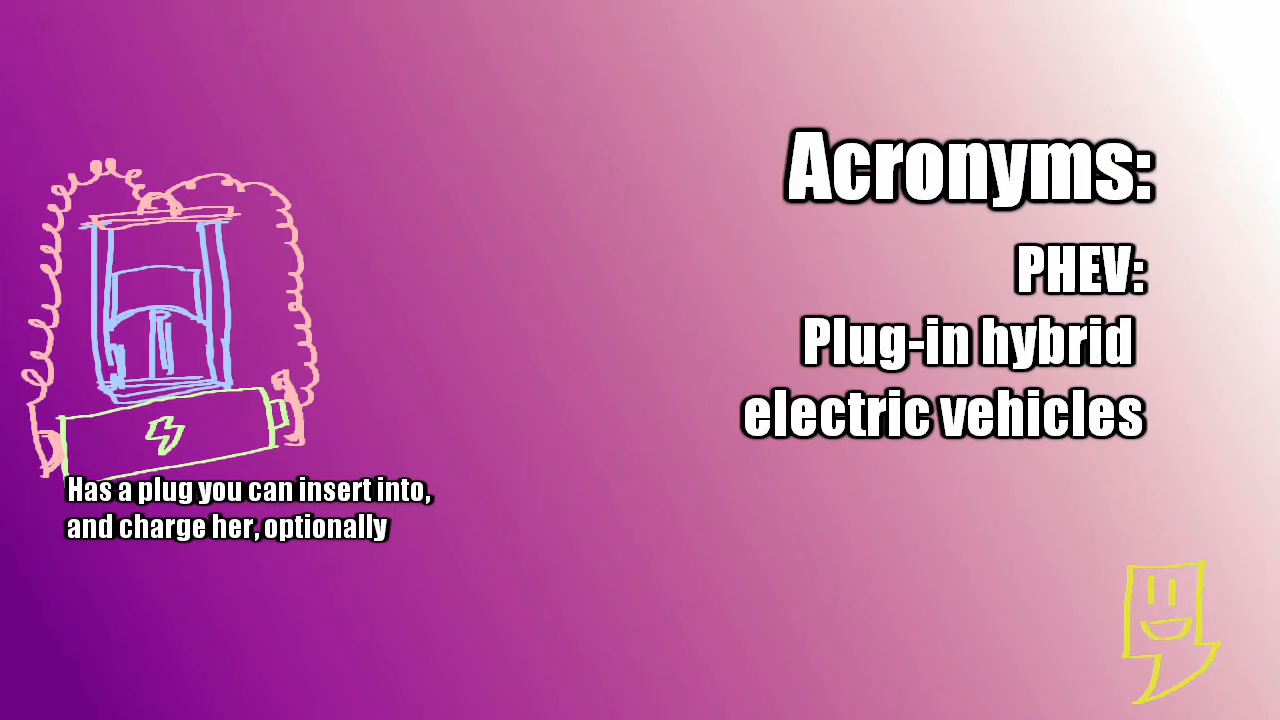 Acronyms:
PHEV:
Plug-in hybrid
electric vehicles
Has a plug you can insert into,
and charge her, optionally